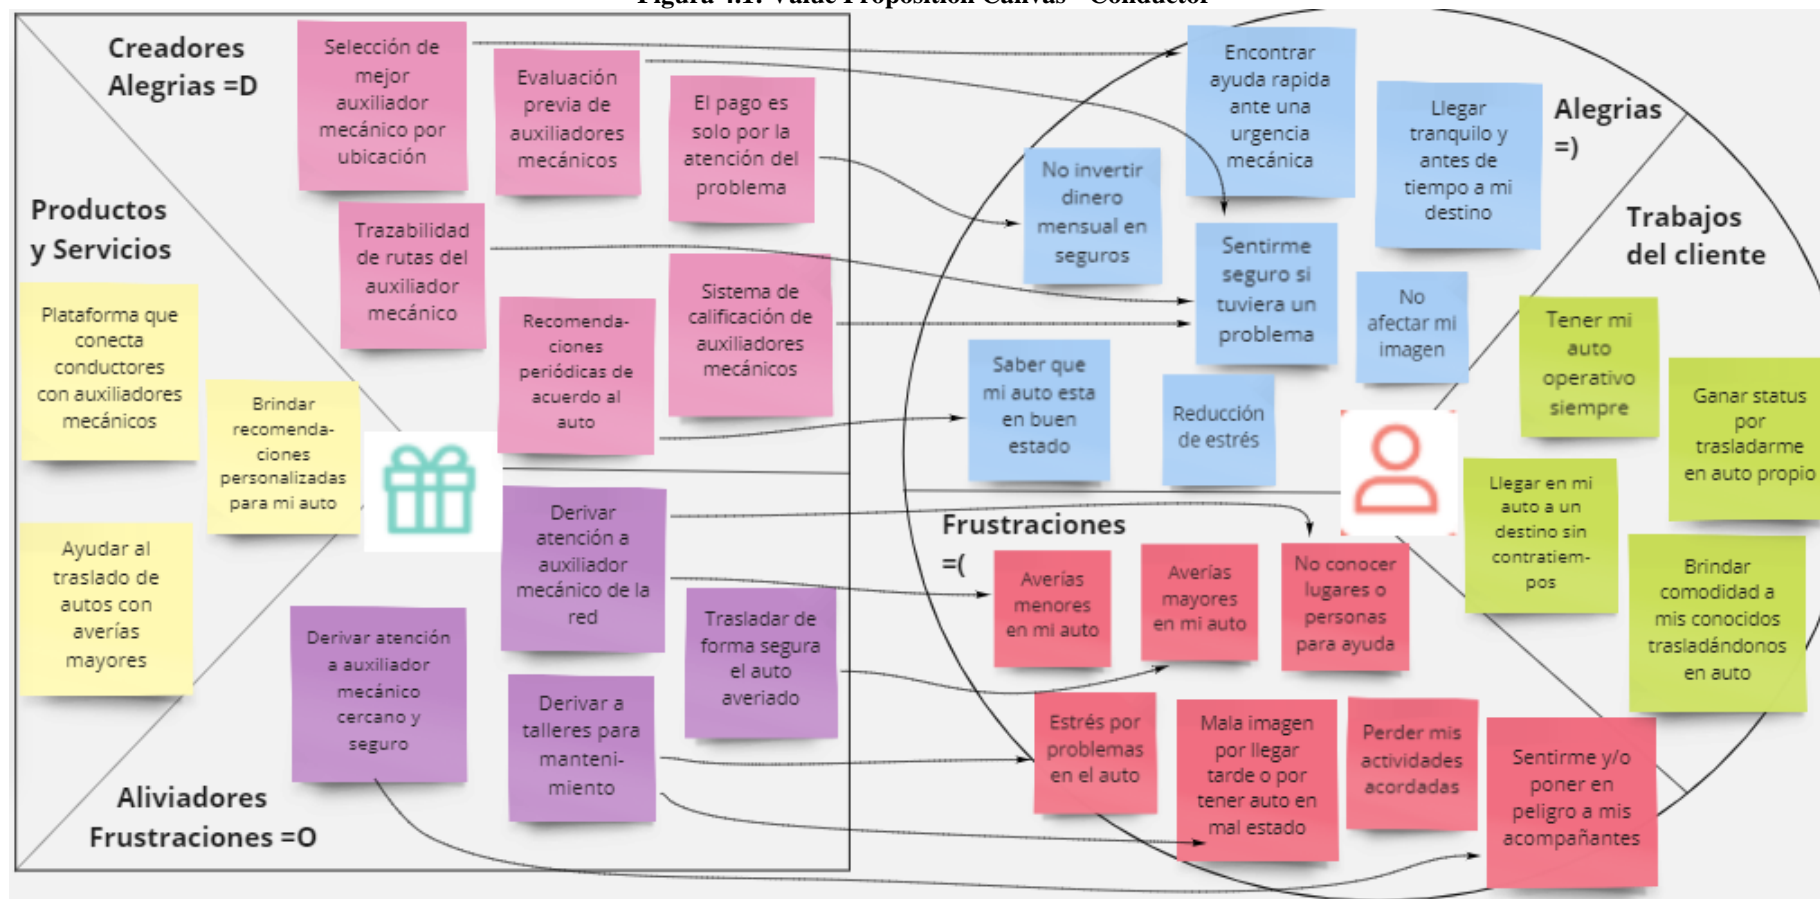 Figura 4.1: Value Proposition Canvas - Conductor
Creadores
Alegrias =D
Selección de
mejor
auxiliador
mecánico por
ubicación
Evaluación
previa de
auxiliadores
mecánicos
El pago es
solo por la
atención del
problema
Trazabilidad
de rutas del
auxiliador
mecánico
Recomenda-
ciones
periódicas de
acuerdo al
auto
Sistema de
calificación de
auxiliadores
mecánicos
Productos
y Servicios
Plataforma que
conecta
conductores
con auxiliadores
mecánicos
Brindar
recomenda-
ciones
personalizadas
para mi auto
Ayudar al
traslado de
autos con
averías
mayores
Derivar
atención a
auxiliador
mecánico de la
red
Trasladar de
forma segura
el auto
averiado
Derivar atención
a auxiliador
mecánico
cercano y
seguro
Derivar a
talleres para
manteni-
miento
Aliviadores
Frustraciones =O
Encontrar
ayuda rapida
ante una
urgencia
mecánica
Llegar
tranquilo y
antes de
tiempo a mi
destino
Alegrias
=)
No invertir
dinero
mensual en
seguros
Sentirme
seguro si
tuviera un
problema
No
afectar mi
imagen
Saber que
mi auto esta
en buen
estado
Reducción
de estrés
Trabajos
del cliente
Tener mi
auto
operativo
siempre
Ganar status
por
trasladarme
en auto propio
Llegar en mi
auto a un
destino sin
contratiem-
pos
Brindar
comodidad a
mis conocidos
trasladándonos
en auto
Frustraciones
=(
Averías
menores
en mi auto
Averías
mayores
en mi auto
No conocer
lugares o
personas
para ayuda
Estrés por
problemas
en el auto
Mala imagen
por llegar
tarde o por
tener auto en
mal estado
Perder mis
actividades
acordadas
Sentirme y/o
poner en
peligro a mis
acompañantes